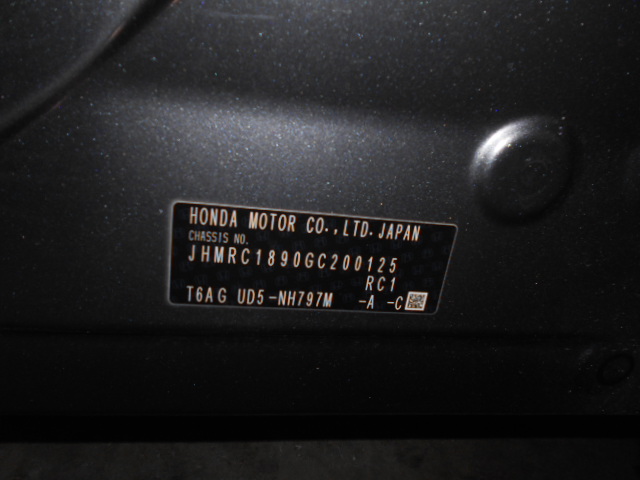 HONDA MOTOR CO.,LTD.JAPAN
CHASSIS NO.
JHMRC1890GC200125
RC1
T6AG UD5-NH797M -A -C